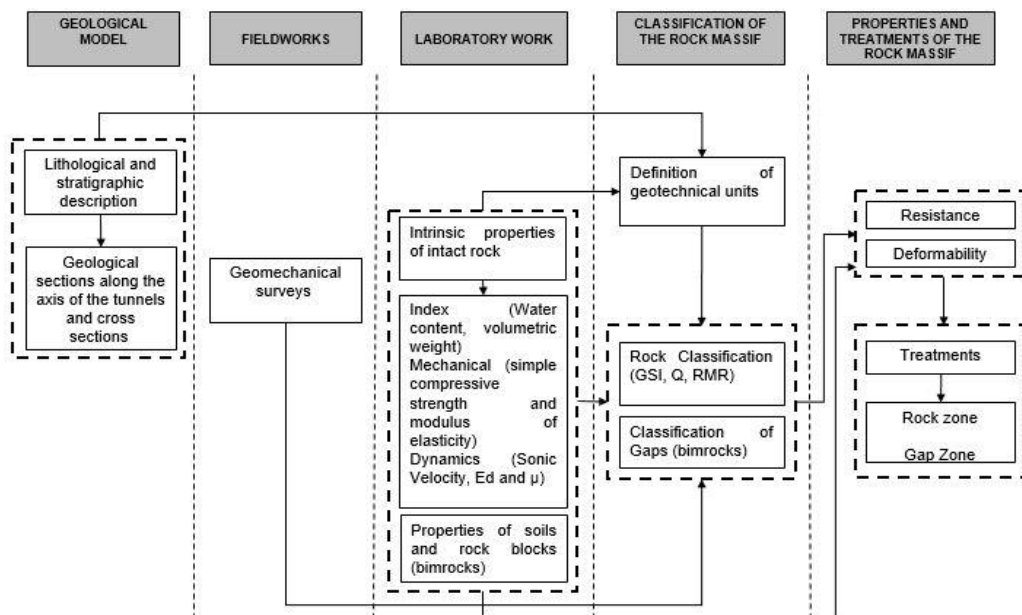 GEOLOGICAL
MODEL
FIELDWORKS
LABORATORY WORK
CLASSIFICATION OF
THE ROCK MASSIF
PROPERTIES AND
TREATMENTS OF THE
ROCK MASSIF
Lithological and
stratigraphic
description
Geological
sections along the
axis of the tunnels
and cross
sections
Geomechanical
surveys
Intrinsic properties
of intact rock
Index (Water
content, volumetric
weight)
Mechanical (simple
compressive
strength and
modulus of
elasticity)
Dynamics (Sonic
Velocity, Ed and μ)
Properties of soils
and rock blocks
(bimrocks)
Definition of
geotechnical units
Rock Classification
(GSI, Q, RMR)
Classification of
Gaps (bimrocks)
Resistance
Deformability
Treatments
Rock zone
Gap Zone